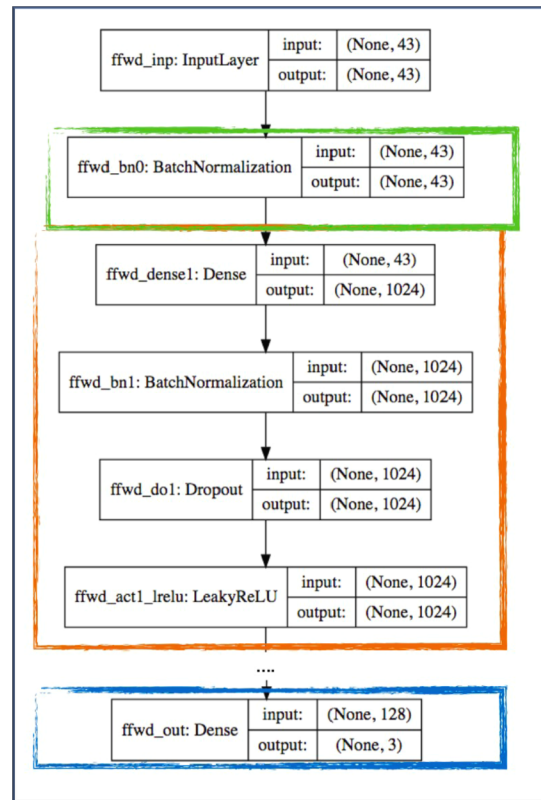 ffwd_inp: InputLayer
input: (None, 43)
output: (None, 43)
ffwd_bn0: BatchNormalization
input: (None, 43)
output: (None, 43)
ffwd_dense1: Dense
input: (None, 43)
output: (None, 1024)
ffwd_bn1: BatchNormalization
input: (None, 1024)
output: (None, 1024)
ffwd_do1: Dropout
input: (None, 1024)
output: (None, 1024)
ffwd_act1_lrelu: LeakyReLU
input: (None, 1024)
output: (None, 1024)
....
ffwd_out: Dense
input: (None, 128)
output: (None, 3)